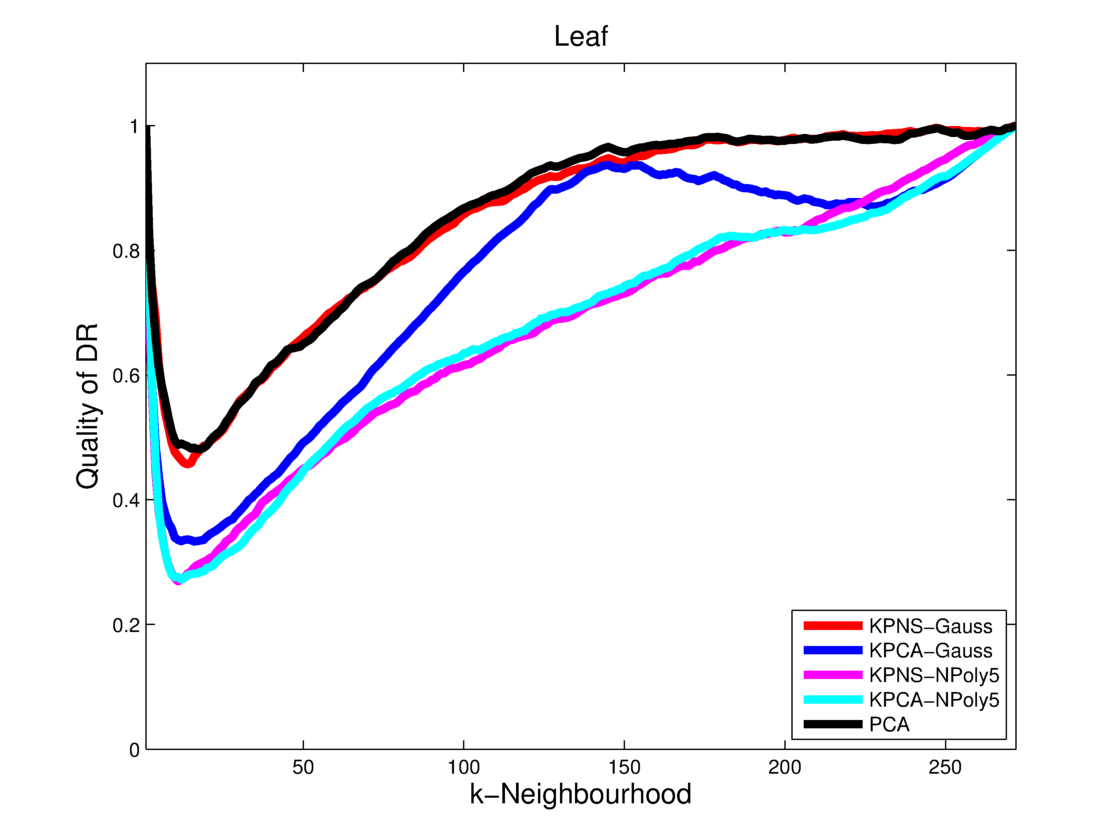 Leaf
Quality of DR
1
0.8
0.6
0.4
0.2
0
50
100
150
200
250
k−Neighbourhood
KPNS−Gauss
KPCA−Gauss
KPNS−NPoly5
KPCA−NPoly5
PCA